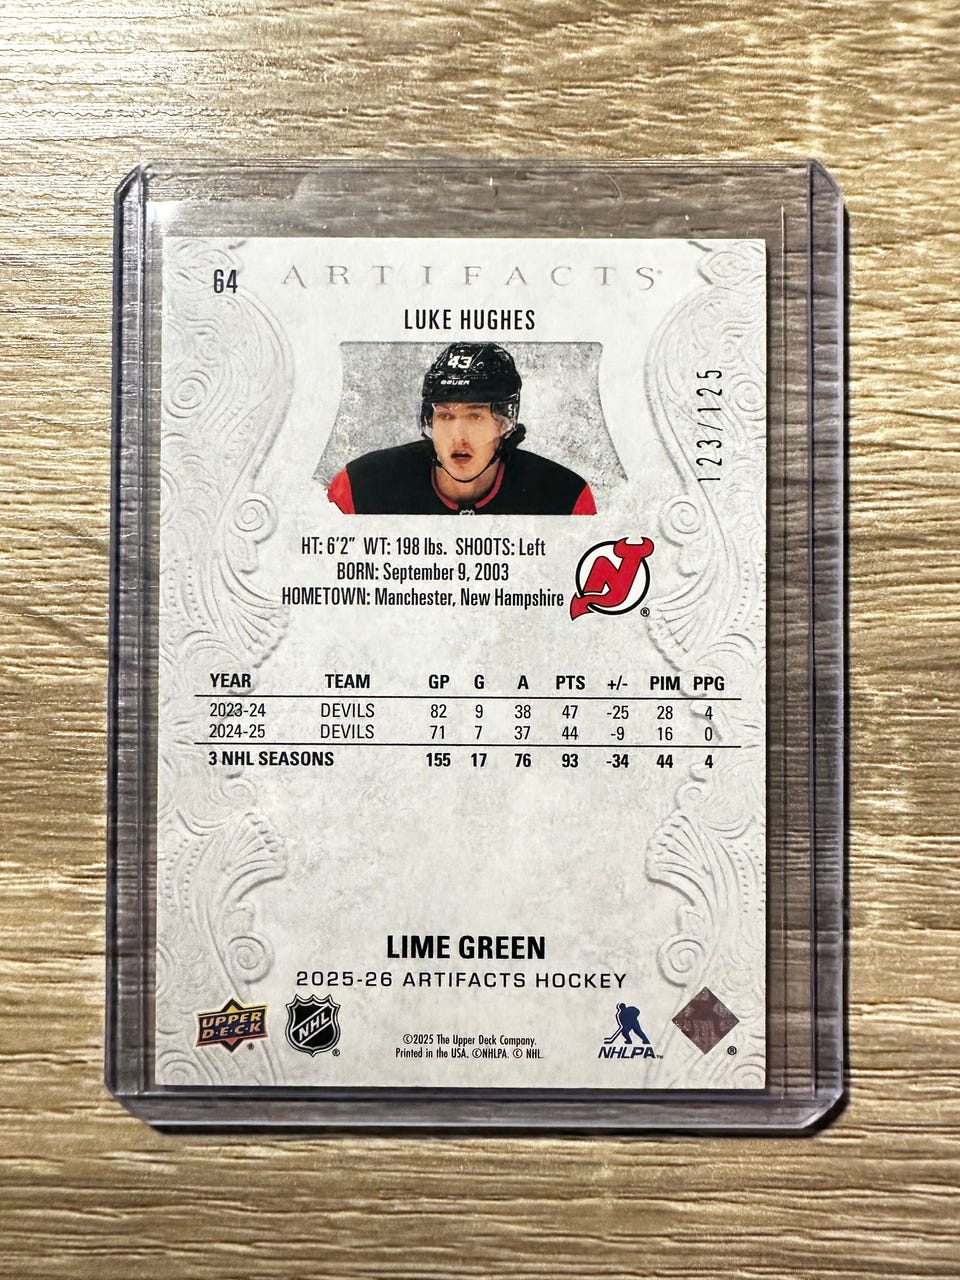 64
ARTIFACTS
LUKE HUGHES
43
BAUER
123/125
HT: 6'2" WT: 198 lbs. SHOOTS: Left
BORN: September 9, 2003
HOMETOWN: Manchester, New Hampshire
®
YEAR TEAM GP G A PTS +/- PIM PPG
2023-24 DEVILS 82 9 38 47 -25 28 4
2024-25 DEVILS 71 7 37 44 -9 16 0
3 NHL SEASONS 155 17 76 93 -34 44 4
LIME GREEN
2025-26 ARTIFACTS HOCKEY
UPPER
D·E·C·K
®
NHL
®
©2025 The Upper Deck Company.
Printed in the USA. ©NHLPA. © NHL.
NHLPA™
®